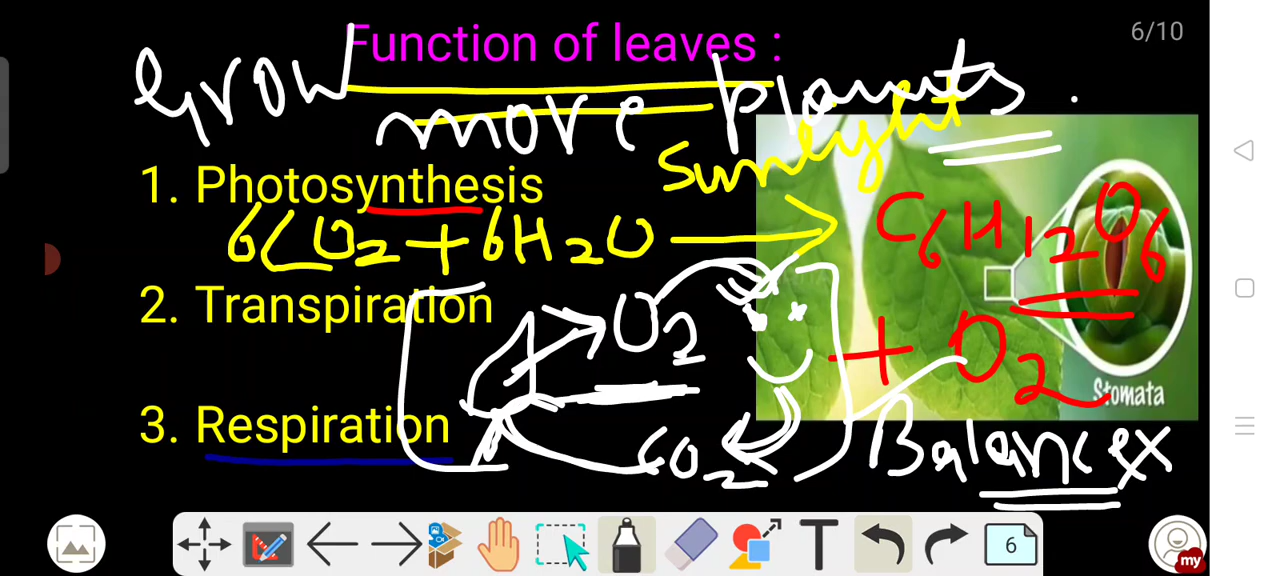 6/10
Function of leaves :
Grow
more plants .
1. Photosynthesis
Sunlight
6CO2 + 6H2O → C6H12O6
+ O2
2. Transpiration
O2
Stomata
3. Respiration
CO2
Balance x
6
my